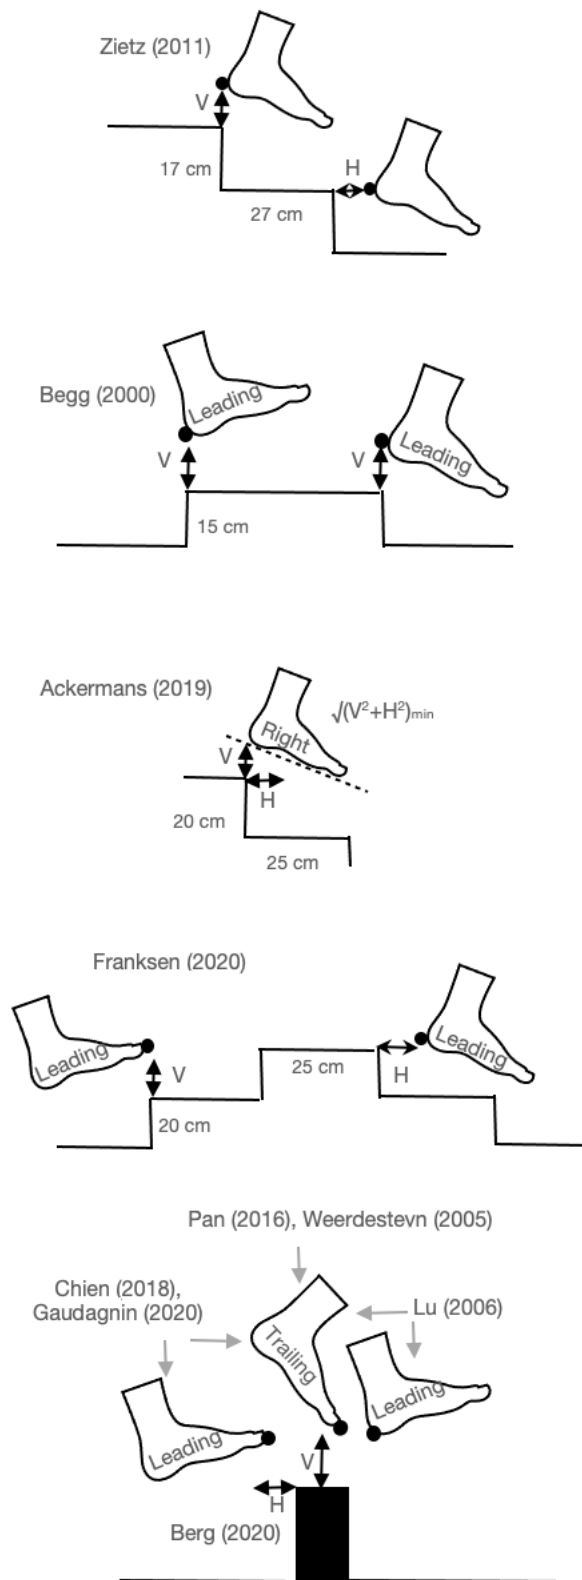 Zietz (2011)
V
17 cm
H
27 cm
Begg (2000)
Leading
Leading
V
V
15 cm
Ackermans (2019)
Right
√(V²+H²)min
V
H
20 cm
25 cm
Franksen (2020)
Leading
Leading
V
25 cm
H
20 cm
Pan (2016), Weerdestevn (2005)
Chien (2018),
Gaudagnin (2020)
Lu (2006)
Trailing
Leading
Leading
V
H
Berg (2020)